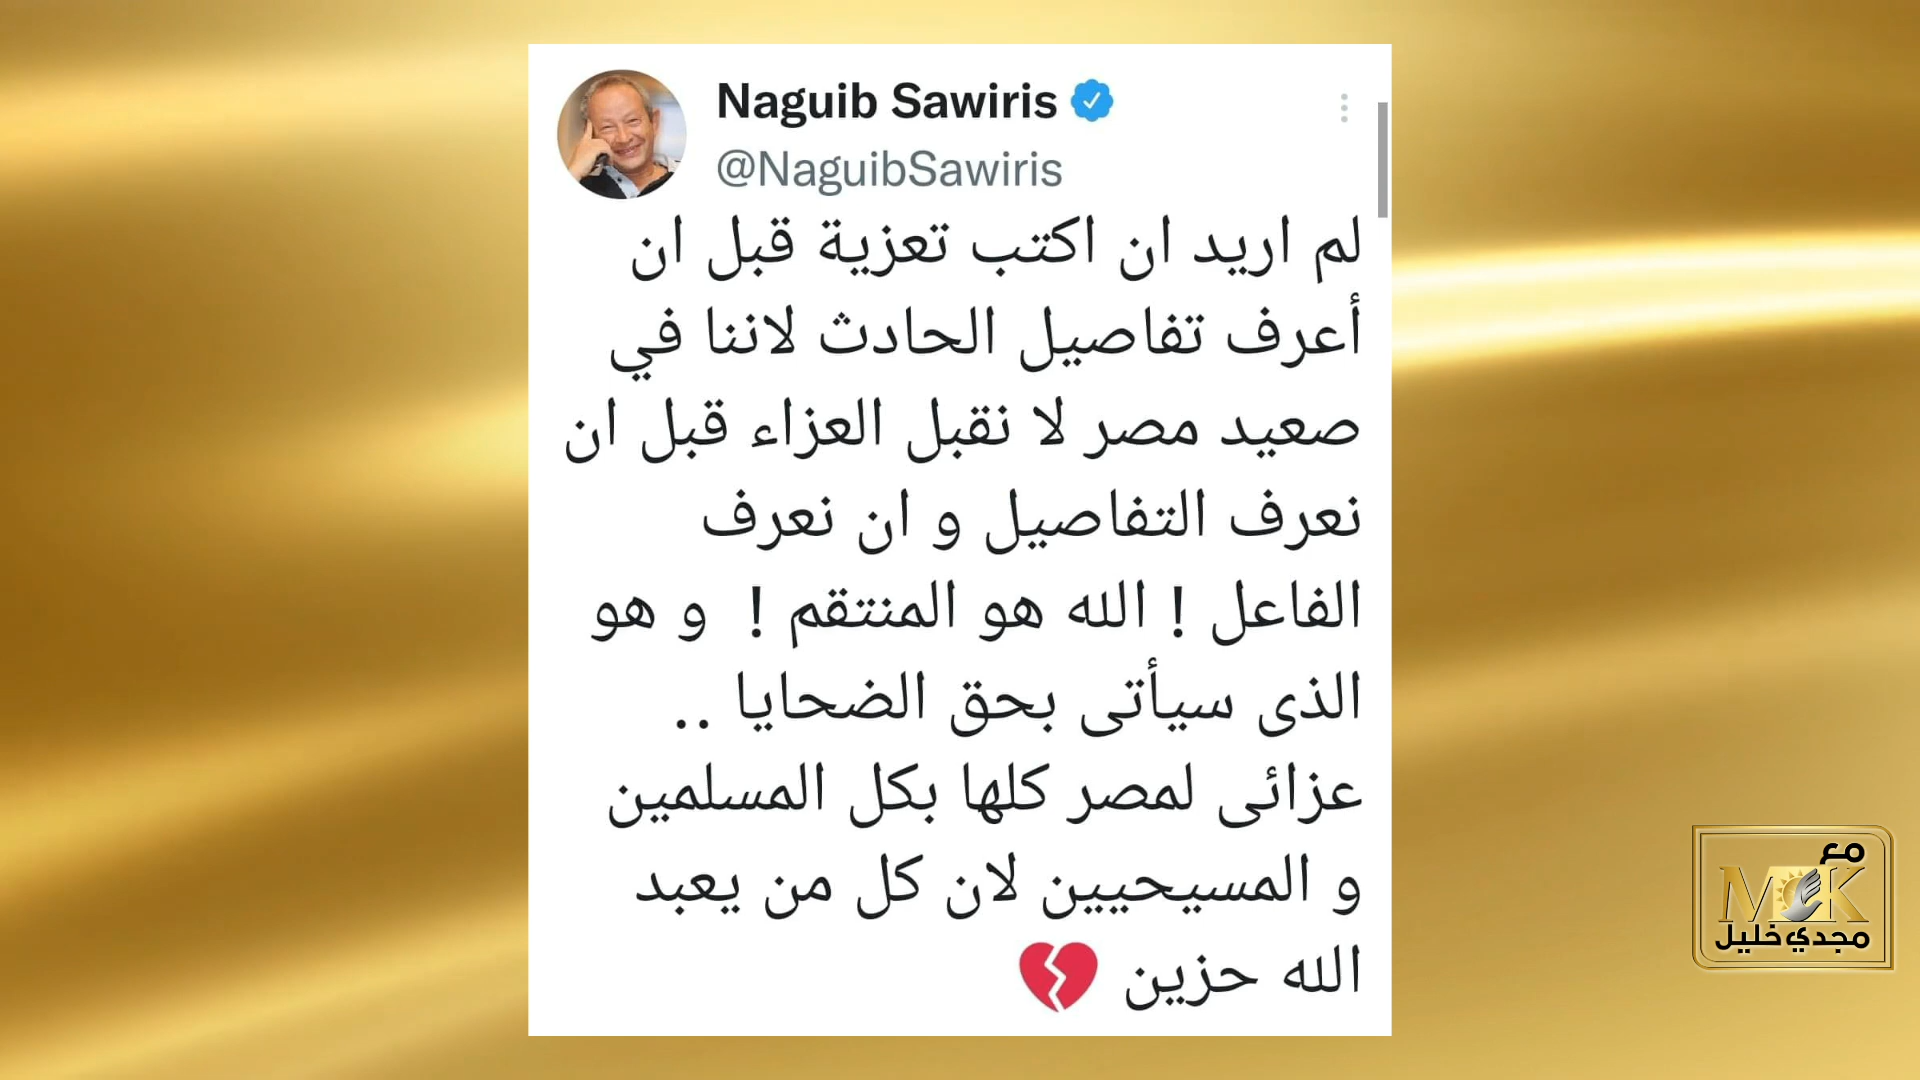 Naguib Sawiris
@NaguibSawiris
لم اريد ان اكتب تعزية قبل ان
أعرف تفاصيل الحادث لاننا في
صعيد مصر لا نقبل العزاء قبل ان
نعرف التفاصيل و ان نعرف
الفاعل ! الله هو المنتقم ! و هو
الذى سيأتى بحق الضحايا ..
عزائى لمصر كلها بكل المسلمين
و المسيحيين لان كل من يعبد
الله حزين 💔
مع
MK
مجدي خليل